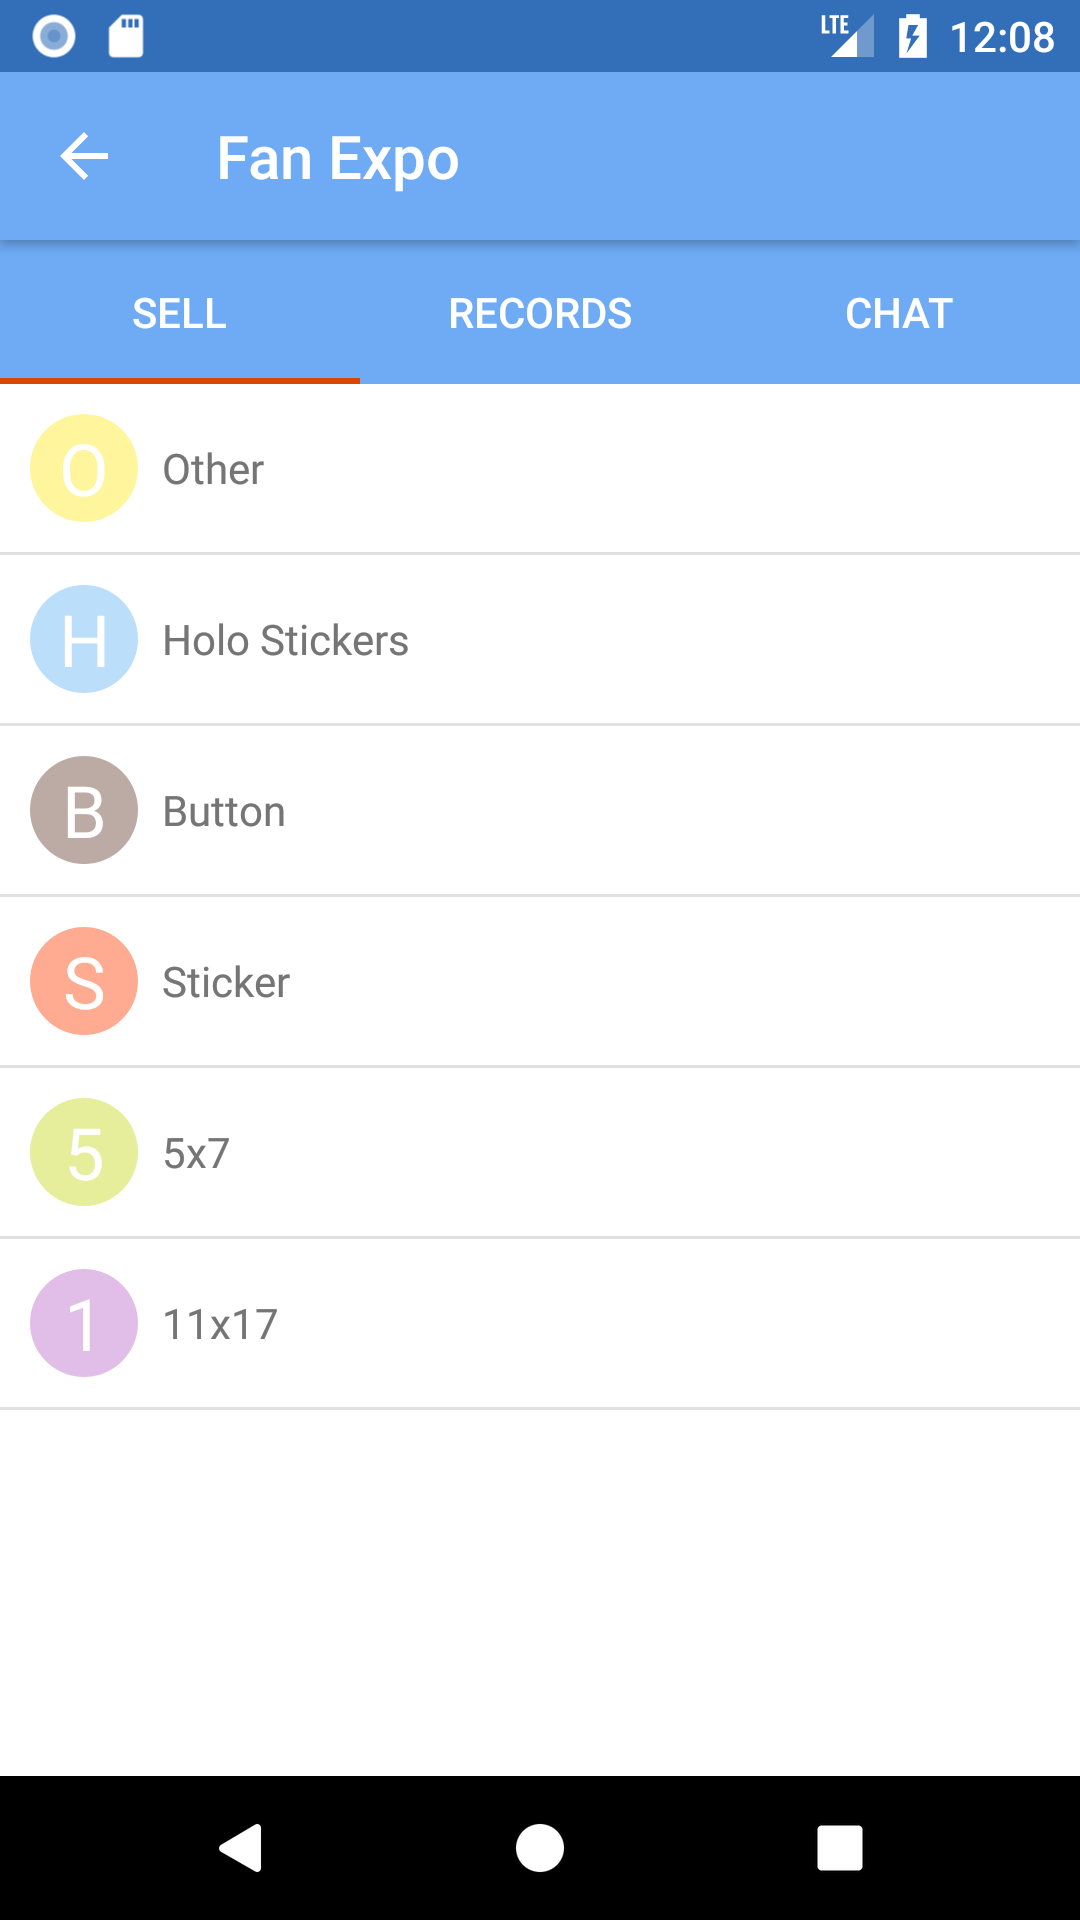 LTE 12:08
Fan Expo
SELL RECORDS CHAT
O Other
H Holo Stickers
B Button
S Sticker
5 5x7
1 11x17